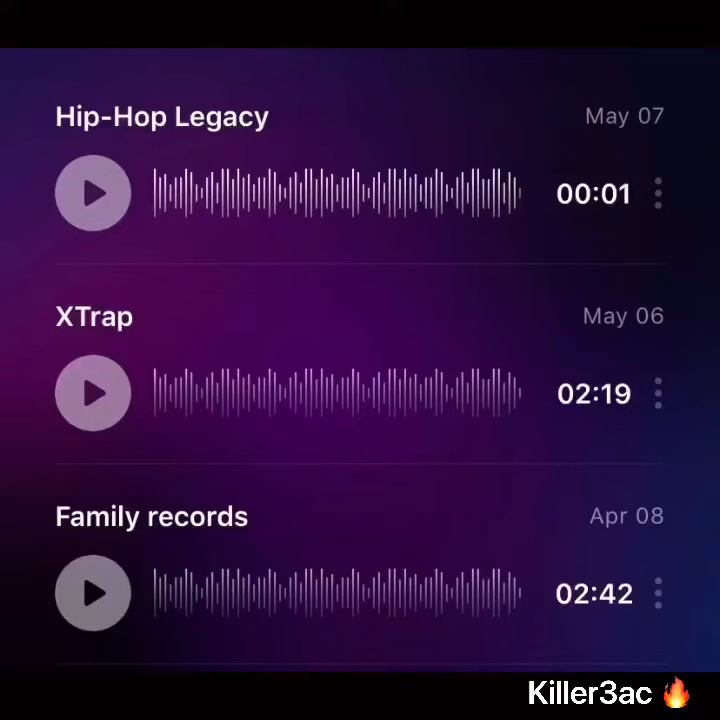 Hip-Hop Legacy May 07
00:01
XTrap May 06
02:19
Family records Apr 08
02:42
Killer3ac 🔥